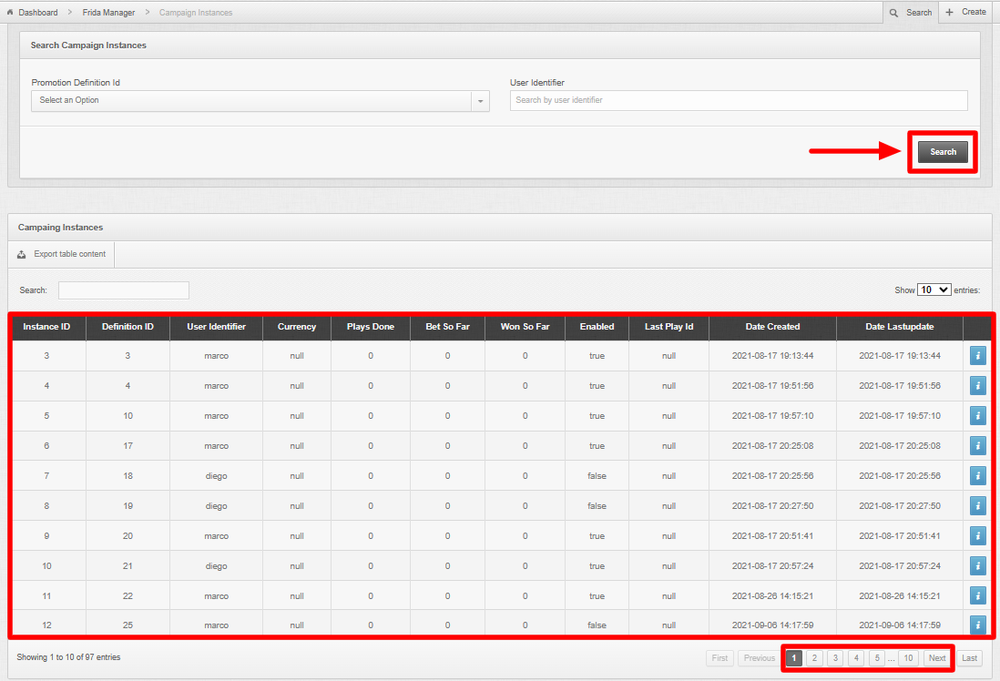 Dashboard > Frida Manager > Campaign Instances Search + Create
Search Campaign Instances
Promotion Definition Id User Identifier
Select an Option Search by user identifier
Search
Campaing Instances
Export table content
Search: Show 10 entries:
Instance ID Definition ID User Identifier Currency Plays Done Bet So Far Won So Far Enabled Last Play Id Date Created Date Lastupdate
3 3 marco null 0 0 0 true null 2021-08-17 19:13:44 2021-08-17 19:13:44 i
4 4 marco null 0 0 0 true null 2021-08-17 19:51:56 2021-08-17 19:51:56 i
5 10 marco null 0 0 0 true null 2021-08-17 19:57:10 2021-08-17 19:57:10 i
6 17 marco null 0 0 0 true null 2021-08-17 20:25:08 2021-08-17 20:25:08 i
7 18 diego null 0 0 0 false null 2021-08-17 20:25:56 2021-08-17 20:25:56 i
8 19 diego null 0 0 0 false null 2021-08-17 20:27:50 2021-08-17 20:27:50 i
9 20 marco null 0 0 0 true null 2021-08-17 20:51:41 2021-08-17 20:51:41 i
10 21 diego null 0 0 0 true null 2021-08-17 20:57:24 2021-08-17 20:57:24 i
11 22 marco null 0 0 0 true null 2021-08-26 14:15:21 2021-08-26 14:15:21 i
12 25 marco null 0 0 0 false null 2021-09-06 14:17:59 2021-09-06 14:17:59 i
Showing 1 to 10 of 97 entries First Previous 1 2 3 4 5 ... 10 Next Last